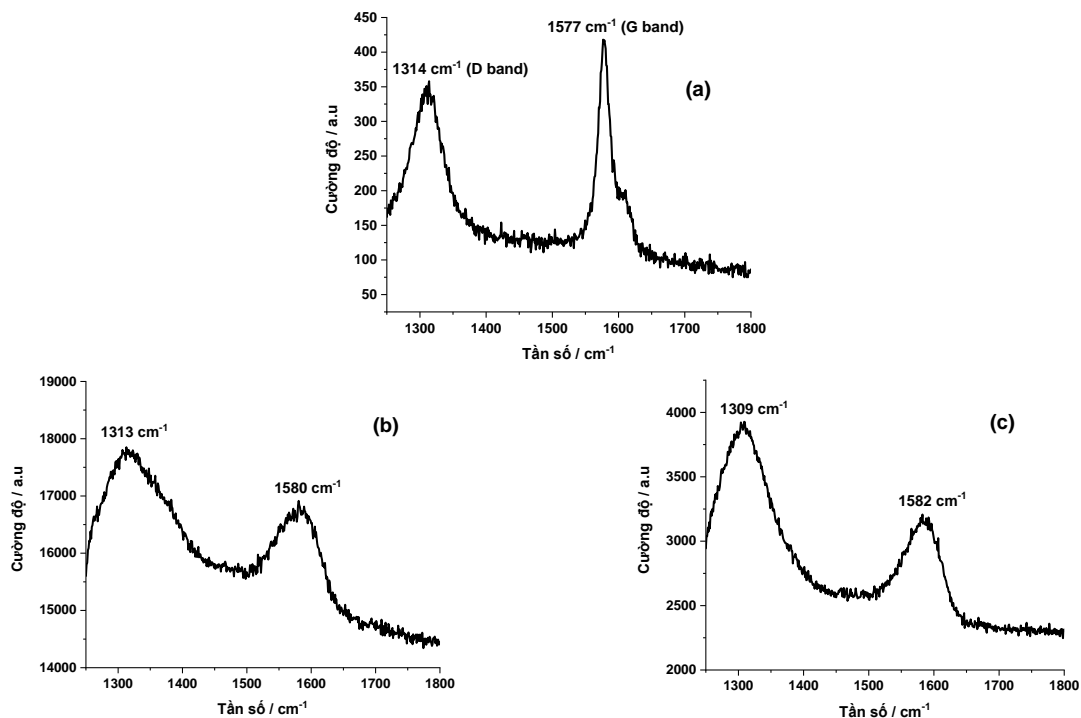 1577 cm⁻¹ (G band)
1314 cm⁻¹ (D band)
(a)
450
400
350
300
250
200
150
100
50
Cường độ / a.u
1300 1400 1500 1600 1700 1800
Tần số / cm⁻¹
(b)
1313 cm⁻¹
1580 cm⁻¹
19000
18000
17000
16000
15000
14000
Cường độ / a.u
1300 1400 1500 1600 1700 1800
Tần số / cm⁻¹
(c)
1309 cm⁻¹
1582 cm⁻¹
4000
3500
3000
2500
2000
Cường độ / a.u
1300 1400 1500 1600 1700 1800
Tần số / cm⁻¹